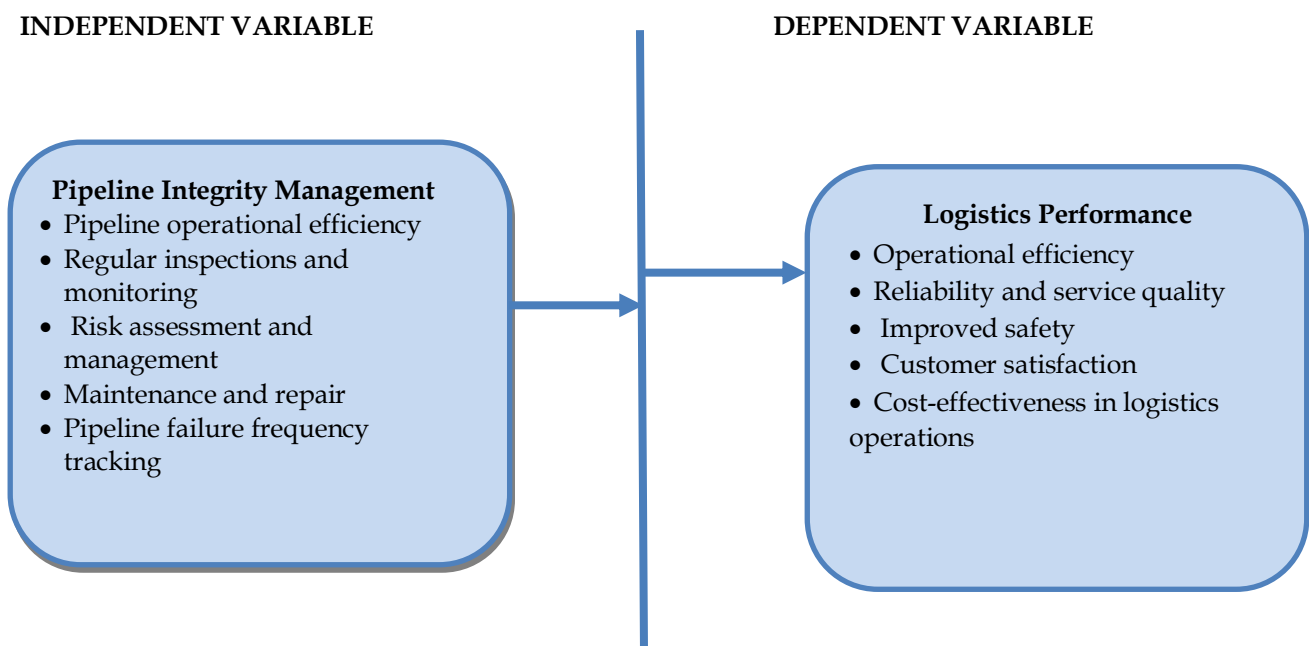 INDEPENDENT VARIABLE
DEPENDENT VARIABLE
Pipeline Integrity Management
• Pipeline operational efficiency
• Regular inspections and
monitoring
• Risk assessment and
management
• Maintenance and repair
• Pipeline failure frequency
tracking
Logistics Performance
• Operational efficiency
• Reliability and service quality
• Improved safety
• Customer satisfaction
• Cost-effectiveness in logistics
operations